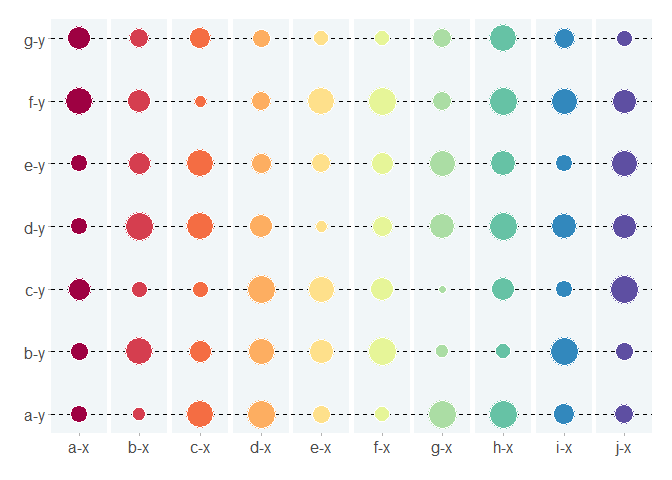 g-y
f-y
e-y
d-y
c-y
b-y
a-y
a-x b-x c-x d-x e-x f-x g-x h-x i-x j-x